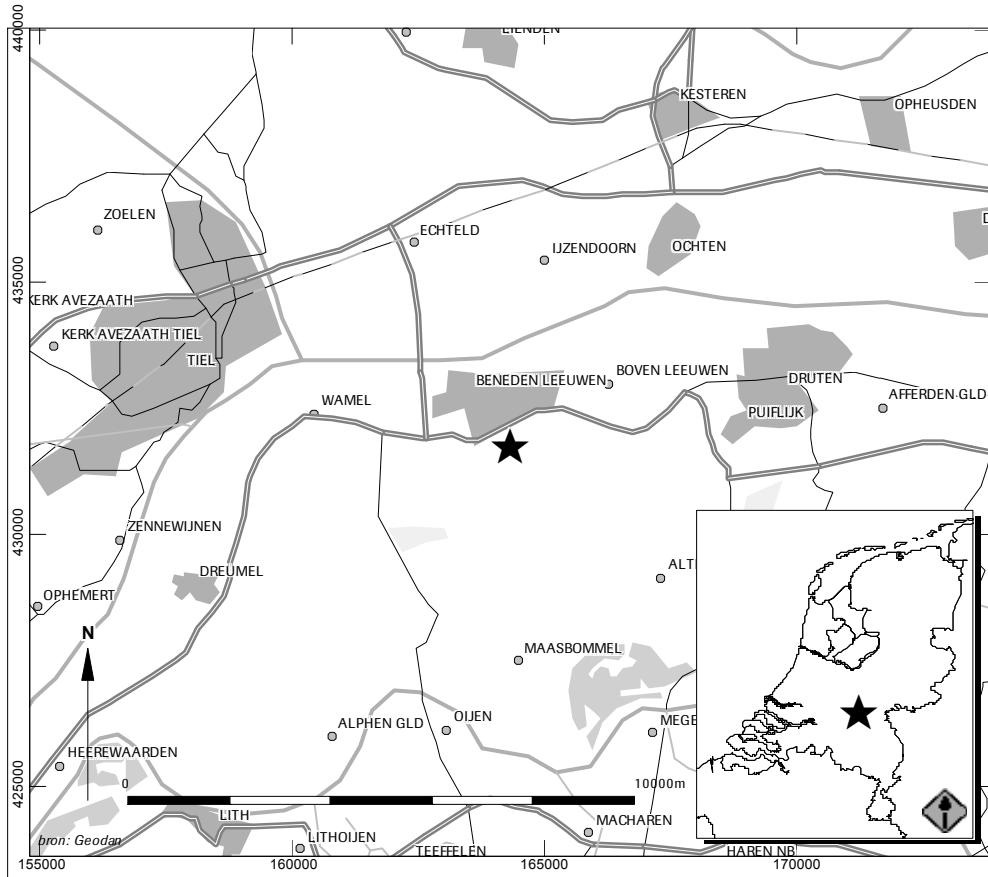 440000
LIENDEN
KESTEREN
OPHEUSDEN
ZOELEN
ECHTELD
IJZENDOORN
OCHTEN
D
435000
KERK AVEZAATH
KERK AVEZAATH TIEL
TIEL
BENEDEN LEEUWEN
BOVEN LEEUWEN
DRUTEN
WAMEL
AFFERDEN GLD
PUIFLIJK
430000
ZENNEWIJNEN
DREUMEL
ALT
OPHEMERT
N
MAASBOMMEL
ALPHEN GLD
OIJEN
MEGE
HEEREWAARDEN
425000
0
10000m
LITH
MACHAREN
bron: Geodan
LITHOIJEN
TEEFFELEN
HAREN NB
155000
160000
165000
170000